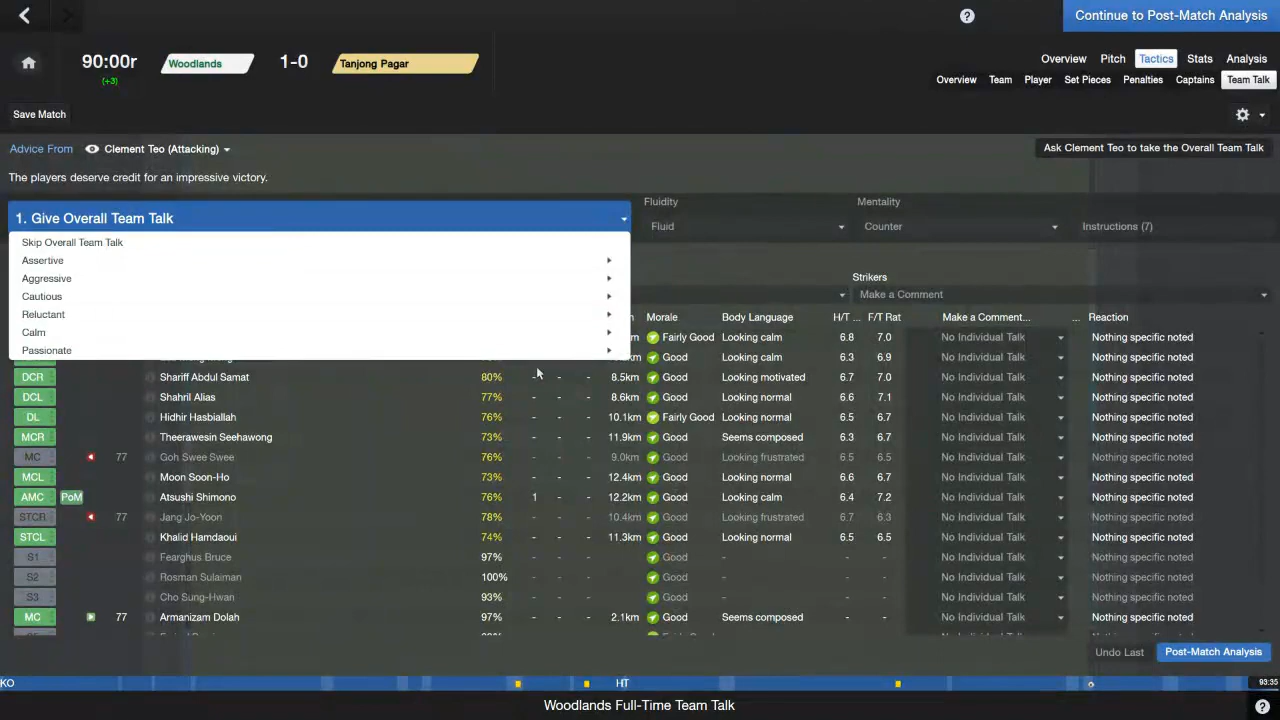 Continue to Post-Match Analysis
90:00r
(+3)
Woodlands
1-0
Tanjong Pagar
Overview Pitch Tactics Stats Analysis
Overview Team Player Set Pieces Penalties Captains Team Talk
Save Match
Advice From Clement Teo (Attacking)
Ask Clement Teo to take the Overall Team Talk
The players deserve credit for an impressive victory.
1. Give Overall Team Talk
Fluidity Mentality
Fluid Counter Instructions (7)
Skip Overall Team Talk
Assertive
Aggressive
Cautious
Reluctant
Calm
Passionate
Strikers
Make a Comment
Morale Body Language H/T ... F/T Rat Make a Comment... ... Reaction
Fairly Good Looking calm 6.8 7.0 No Individual Talk Nothing specific noted
Good Looking calm 6.3 6.9 No Individual Talk Nothing specific noted
DCR Shariff Abdul Samat 80% - - - 8.5km Good Looking motivated 6.7 7.0 No Individual Talk Nothing specific noted
DCL Shahril Alias 77% - - - 8.6km Good Looking normal 6.6 7.1 No Individual Talk Nothing specific noted
DL Hidhir Hasbiallah 76% - - - 10.1km Fairly Good Looking normal 6.5 6.7 No Individual Talk Nothing specific noted
MCR Theerawesin Seehawong 73% - - - 11.9km Good Seems composed 6.3 6.7 No Individual Talk Nothing specific noted
MC 77 Goh Swee Swee 76% - - - 9.0km Good Looking frustrated 6.5 6.5 No Individual Talk Nothing specific noted
MCL Moon Soon-Ho 73% - - - 12.4km Good Looking normal 6.6 6.7 No Individual Talk Nothing specific noted
AMC PoM Atsushi Shimono 76% 1 - - 12.2km Good Looking calm 6.4 7.2 No Individual Talk Nothing specific noted
STCR 77 Jang Jo-Yoon 78% - - - 10.4km Good Looking frustrated 6.7 6.3 No Individual Talk Nothing specific noted
STCL Khalid Hamdaoui 74% - - - 11.3km Good Looking normal 6.5 6.5 No Individual Talk Nothing specific noted
S1 Fearghus Bruce 97% - - - Good - - - No Individual Talk Nothing specific noted
S2 Rosman Sulaiman 100% - - - Good - - - No Individual Talk Nothing specific noted
S3 Cho Sung-Hwan 93% - - - Good - - - No Individual Talk Nothing specific noted
MC 77 Armanizam Dolah 97% - - - 2.1km Good Seems composed - - No Individual Talk Nothing specific noted
Undo Last Post-Match Analysis
KO HT 93:35
Woodlands Full-Time Team Talk